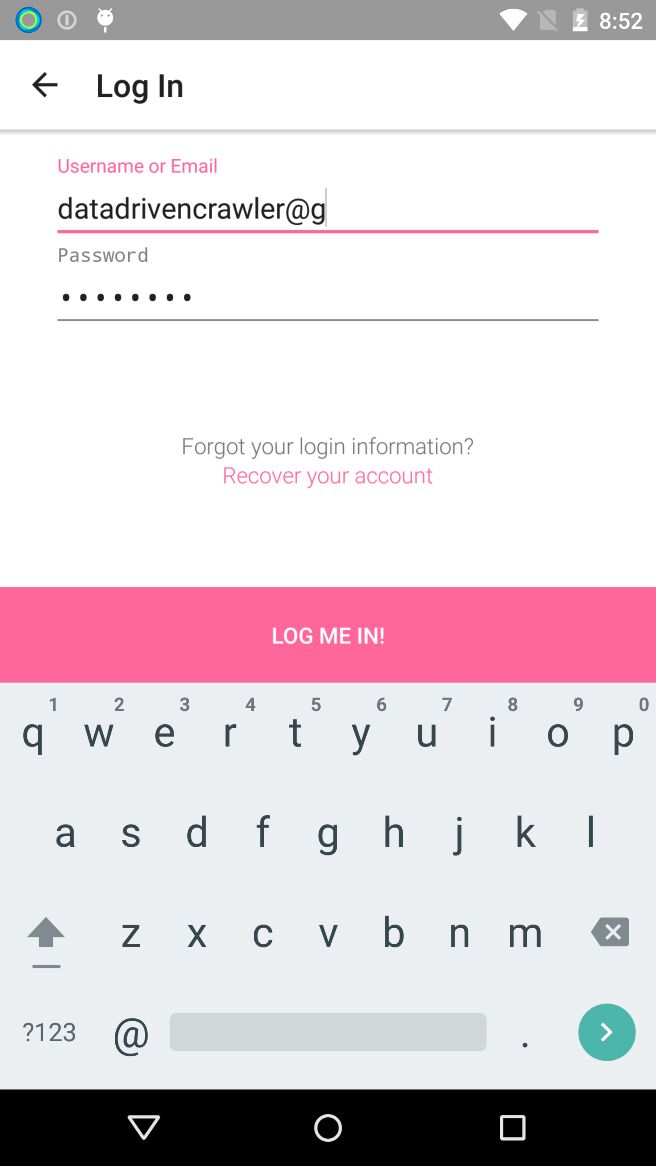 8:52
Log In
Username or Email
datadrivencrawler@g
Password
Forgot your login information?
Recover your account
LOG ME IN!
1 2 3 4 5 6 7 8 9 0
q w e r t y u i o p
a s d f g h j k l
z x c v b n m
?123 @ .